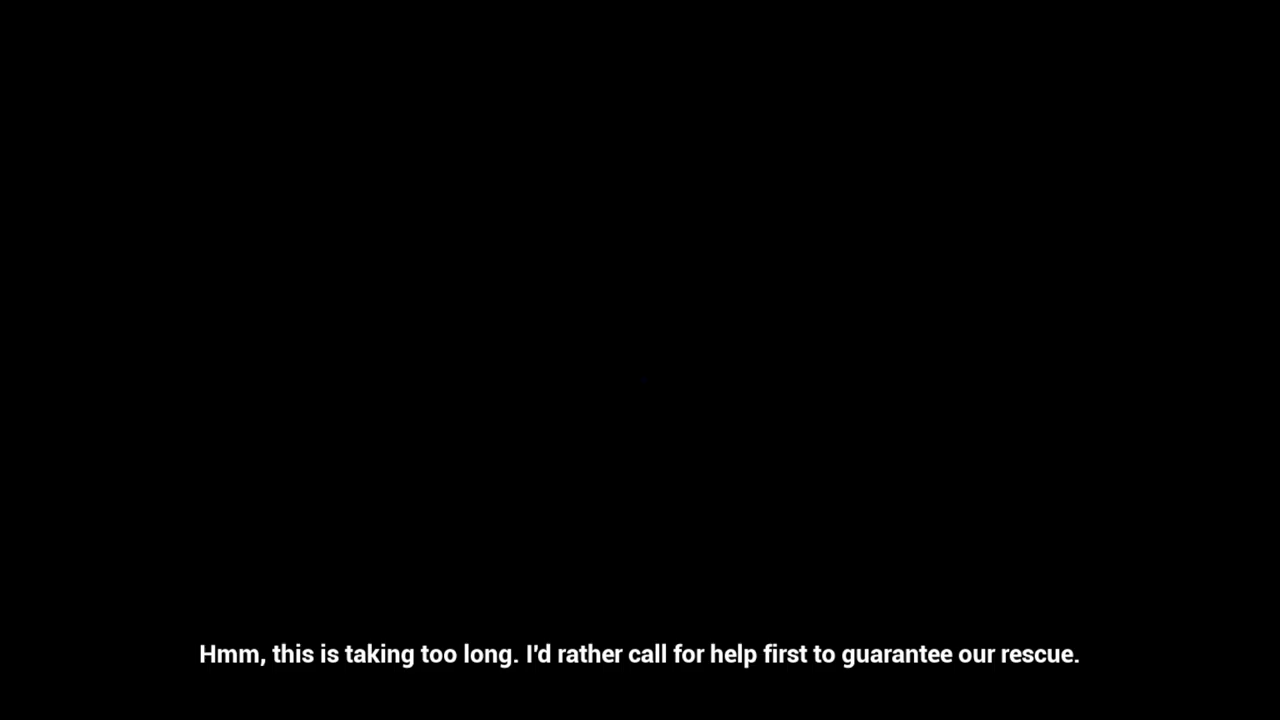 Hmm, this is taking too long. I'd rather call for help first to guarantee our rescue.